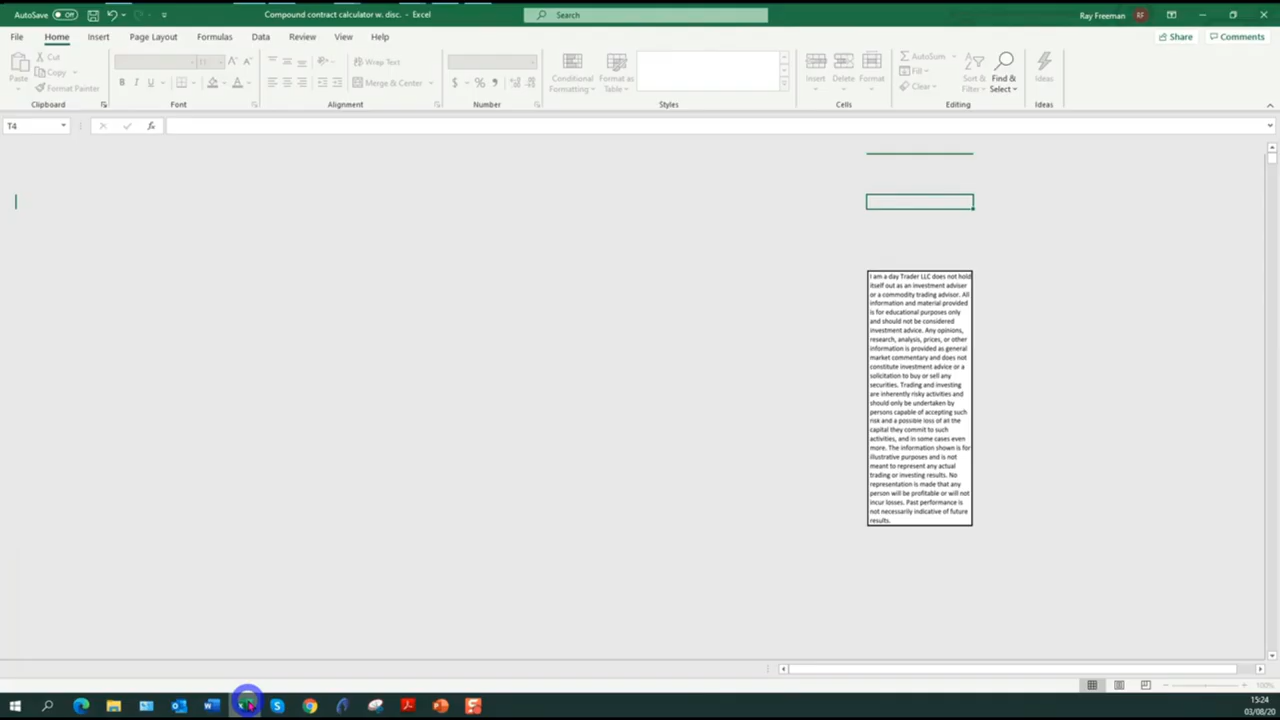 AutoSave Off
Compound contract calculator w. disc. - Excel
Search
Ray Freeman RF
File Home Insert Page Layout Formulas Data Review View Help
Share Comments
Paste
Cut
Copy
Format Painter
Clipboard
B I U
Font
Wrap Text
Merge & Center
Alignment
$ %
Number
Conditional Formatting
Format as Table
Styles
Insert Delete Format
Cells
AutoSum
Fill
Clear
Sort & Filter
Find & Select
Editing
Ideas
Ideas
T4
fx
I am a day Trader LLC does not hold
itself out as an investment adviser
or a commodity trading advisor. All
information and material provided
is for educational purposes only
and should not be considered
investment advice. Any opinions,
research, analysis, prices, or other
information is provided as general
market commentary and does not
constitute investment advice or a
solicitation to buy or sell any
securities. Trading and investing
are inherently risky activities and
should only be undertaken by
persons capable of accepting such
risk and a possible loss of all the
capital they commit to such
activities, and in some cases even
more. The information shown is for
illustrative purposes and is not
meant to represent any actual
trading or investing results. No
representation is made that any
person will be profitable or will not
incur losses. Past performance is
not necessarily indicative of future
results.
100%
15:24
03/08/20